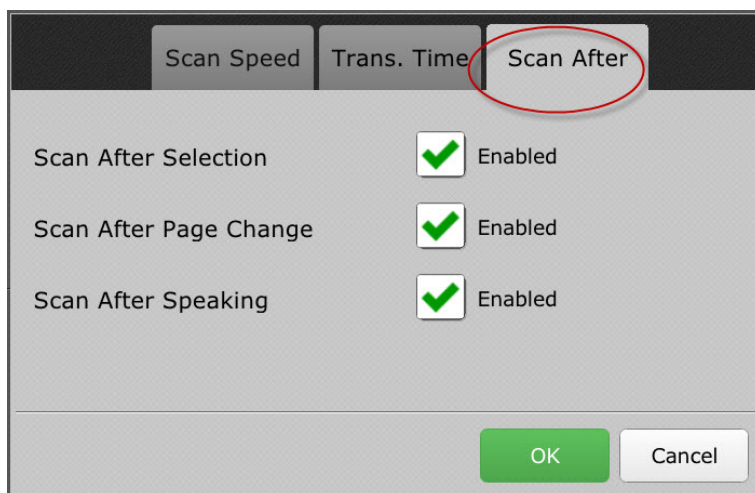 Scan Speed Trans. Time Scan After
Scan After Selection Enabled
Scan After Page Change Enabled
Scan After Speaking Enabled
OK Cancel